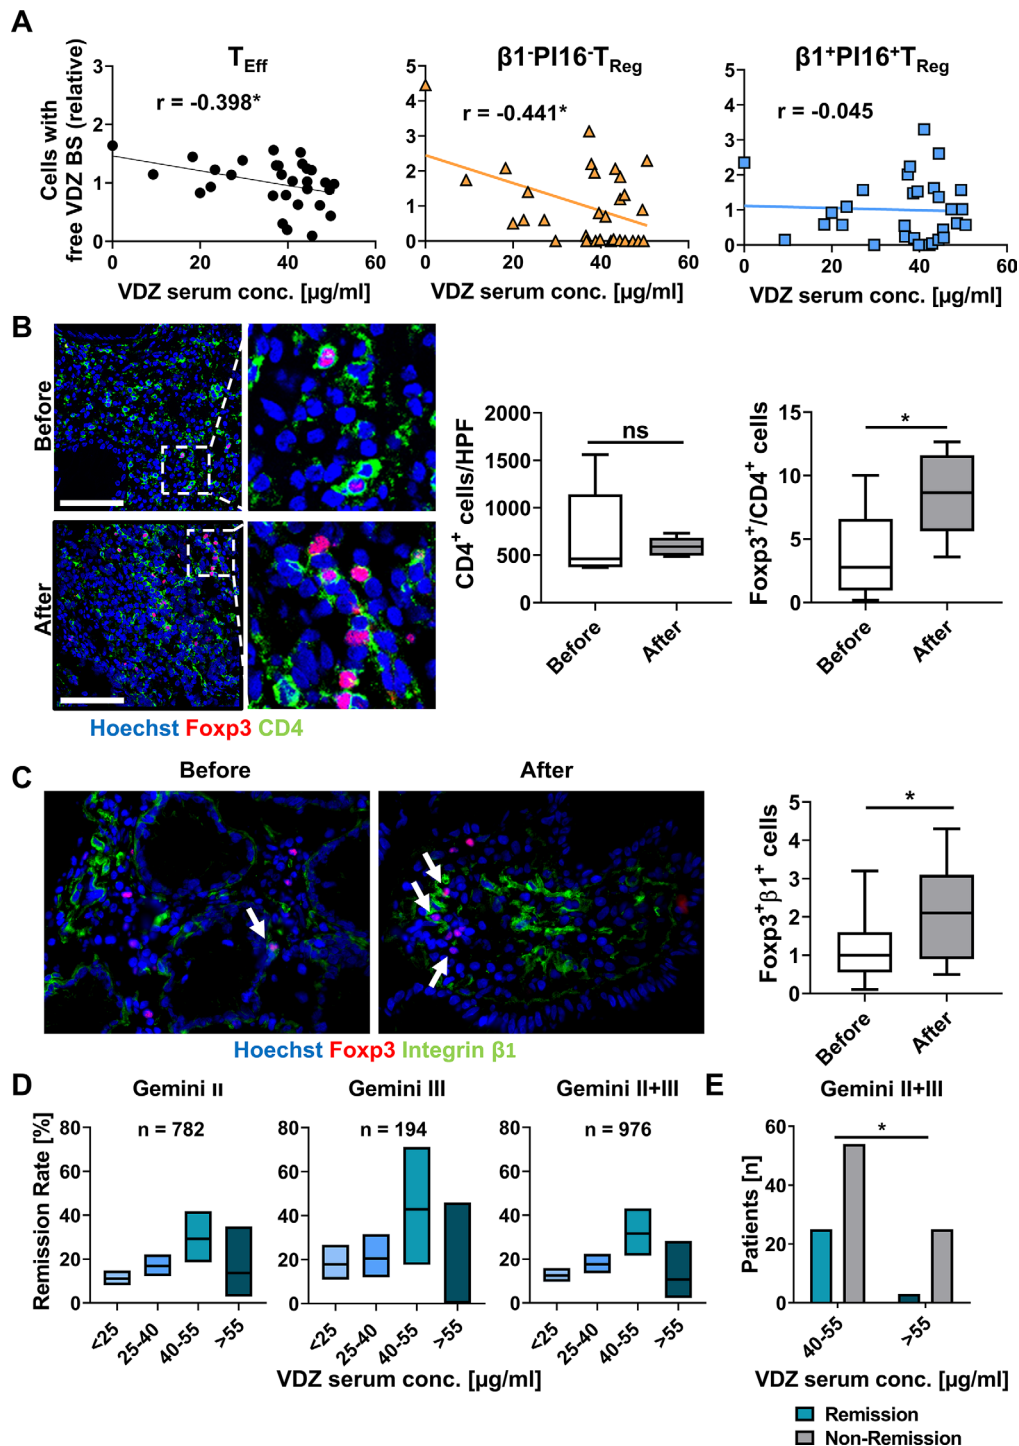 A
T_Eff
β1⁻PI16⁻T_Reg
β1⁺PI16⁺T_Reg
Cells with
free VDZ BS (relative)
3
2
1
0
r = -0.398*
0 20 40 60
VDZ serum conc. [µg/ml]
5
4
3
2
1
0
r = -0.441*
0 20 40 60
VDZ serum conc. [µg/ml]
5
4
3
2
1
0
r = -0.045
0 20 40 60
VDZ serum conc. [µg/ml]
B
Before
After
Hoechst Foxp3 CD4
CD4⁺ cells/HPF
2000
1500
1000
500
0
ns
Before After
Foxp3⁺/CD4⁺ cells
15
10
5
0
*
Before After
C
Before
After
Hoechst Foxp3 Integrin β1
Foxp3⁺β1⁺ cells
5
4
3
2
1
0
*
Before After
D
Gemini II
Gemini III
Gemini II+III
Remission Rate [%]
80
60
40
20
0
n = 782
<25 25-40 40-55 >55
80
60
40
20
0
n = 194
<25 25-40 40-55 >55
80
60
40
20
0
n = 976
<25 25-40 40-55 >55
VDZ serum conc. [µg/ml]
E
Gemini II+III
Patients [n]
60
40
20
0
*
40-55 >55
VDZ serum conc. [µg/ml]
Remission
Non-Remission